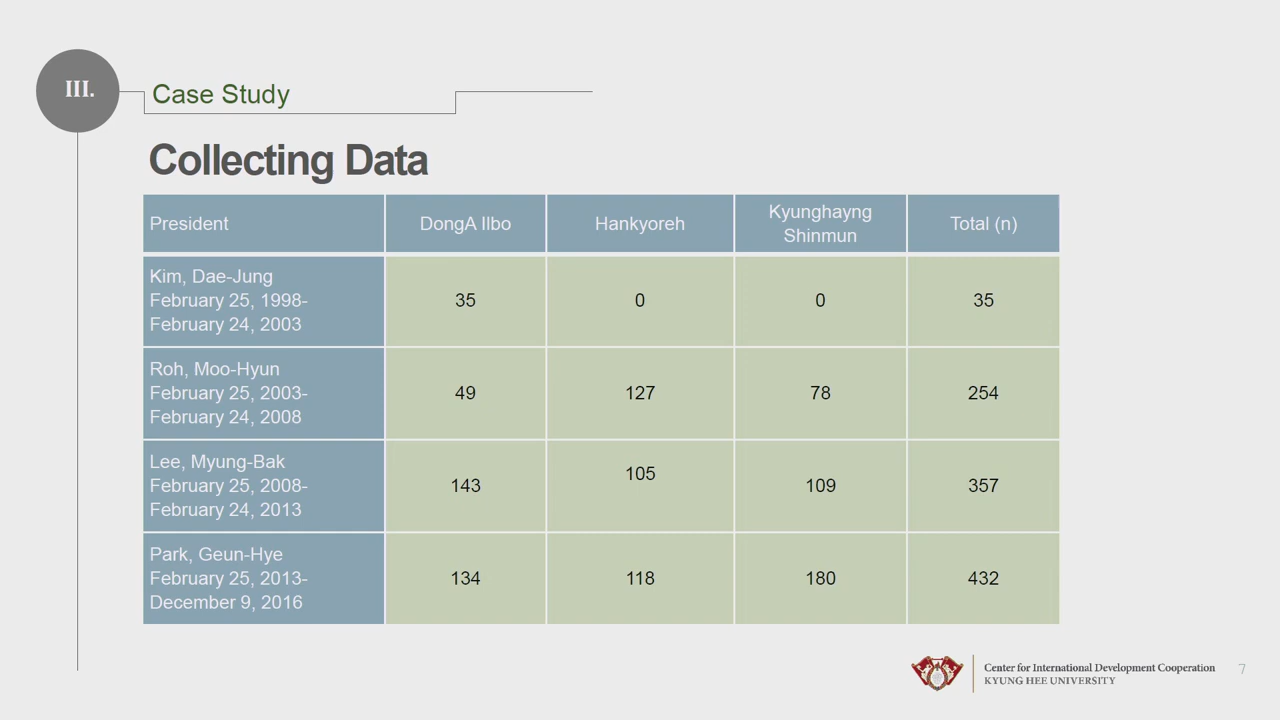 III.
Case Study
Collecting Data
President DongA Ilbo Hankyoreh Kyunghayng Shinmun Total (n)
Kim, Dae-Jung
February 25, 1998-
February 24, 2003
35 0 0 35
Roh, Moo-Hyun
February 25, 2003-
February 24, 2008
49 127 78 254
Lee, Myung-Bak
February 25, 2008-
February 24, 2013
143 105 109 357
Park, Geun-Hye
February 25, 2013-
December 9, 2016
134 118 180 432
Center for International Development Cooperation
KYUNG HEE UNIVERSITY
7